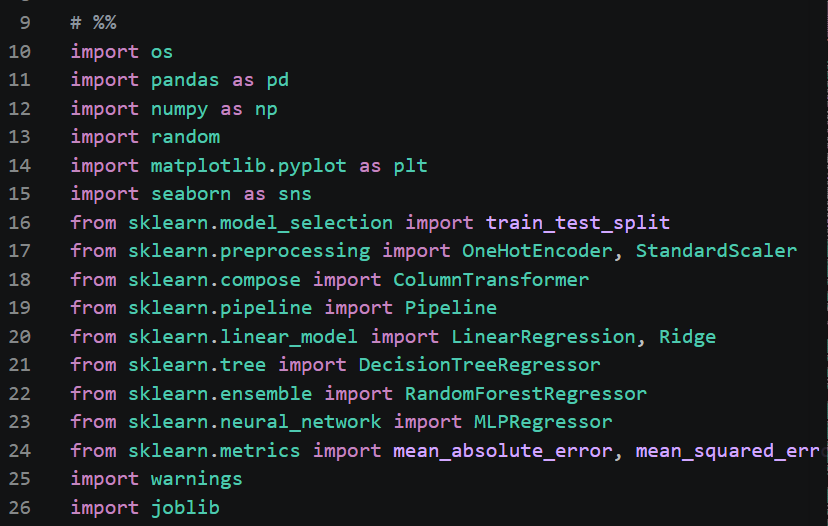 9 # %%
10 import os
11 import pandas as pd
12 import numpy as np
13 import random
14 import matplotlib.pyplot as plt
15 import seaborn as sns
16 from sklearn.model_selection import train_test_split
17 from sklearn.preprocessing import OneHotEncoder, StandardScaler
18 from sklearn.compose import ColumnTransformer
19 from sklearn.pipeline import Pipeline
20 from sklearn.linear_model import LinearRegression, Ridge
21 from sklearn.tree import DecisionTreeRegressor
22 from sklearn.ensemble import RandomForestRegressor
23 from sklearn.neural_network import MLPRegressor
24 from sklearn.metrics import mean_absolute_error, mean_squared_err
25 import warnings
26 import joblib